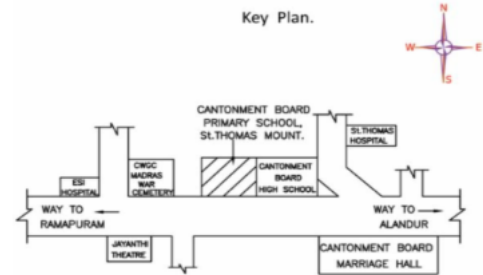 Key Plan.
N
W
E
S
CANTONMENT BOARD
PRIMARY SCHOOL,
St.THOMAS MOUNT.
St.THOMAS
HOSPITAL
CWGC
MADRAS
WAR
CEMETERY
CANTONMENT
BOARD
HIGH SCHOOL
ESI
HOSPITAL
WAY TO
RAMAPURAM
WAY TO
ALANDUR
JAYANTHI
THEATRE
CANTONMENT BOARD
MARRIAGE HALL